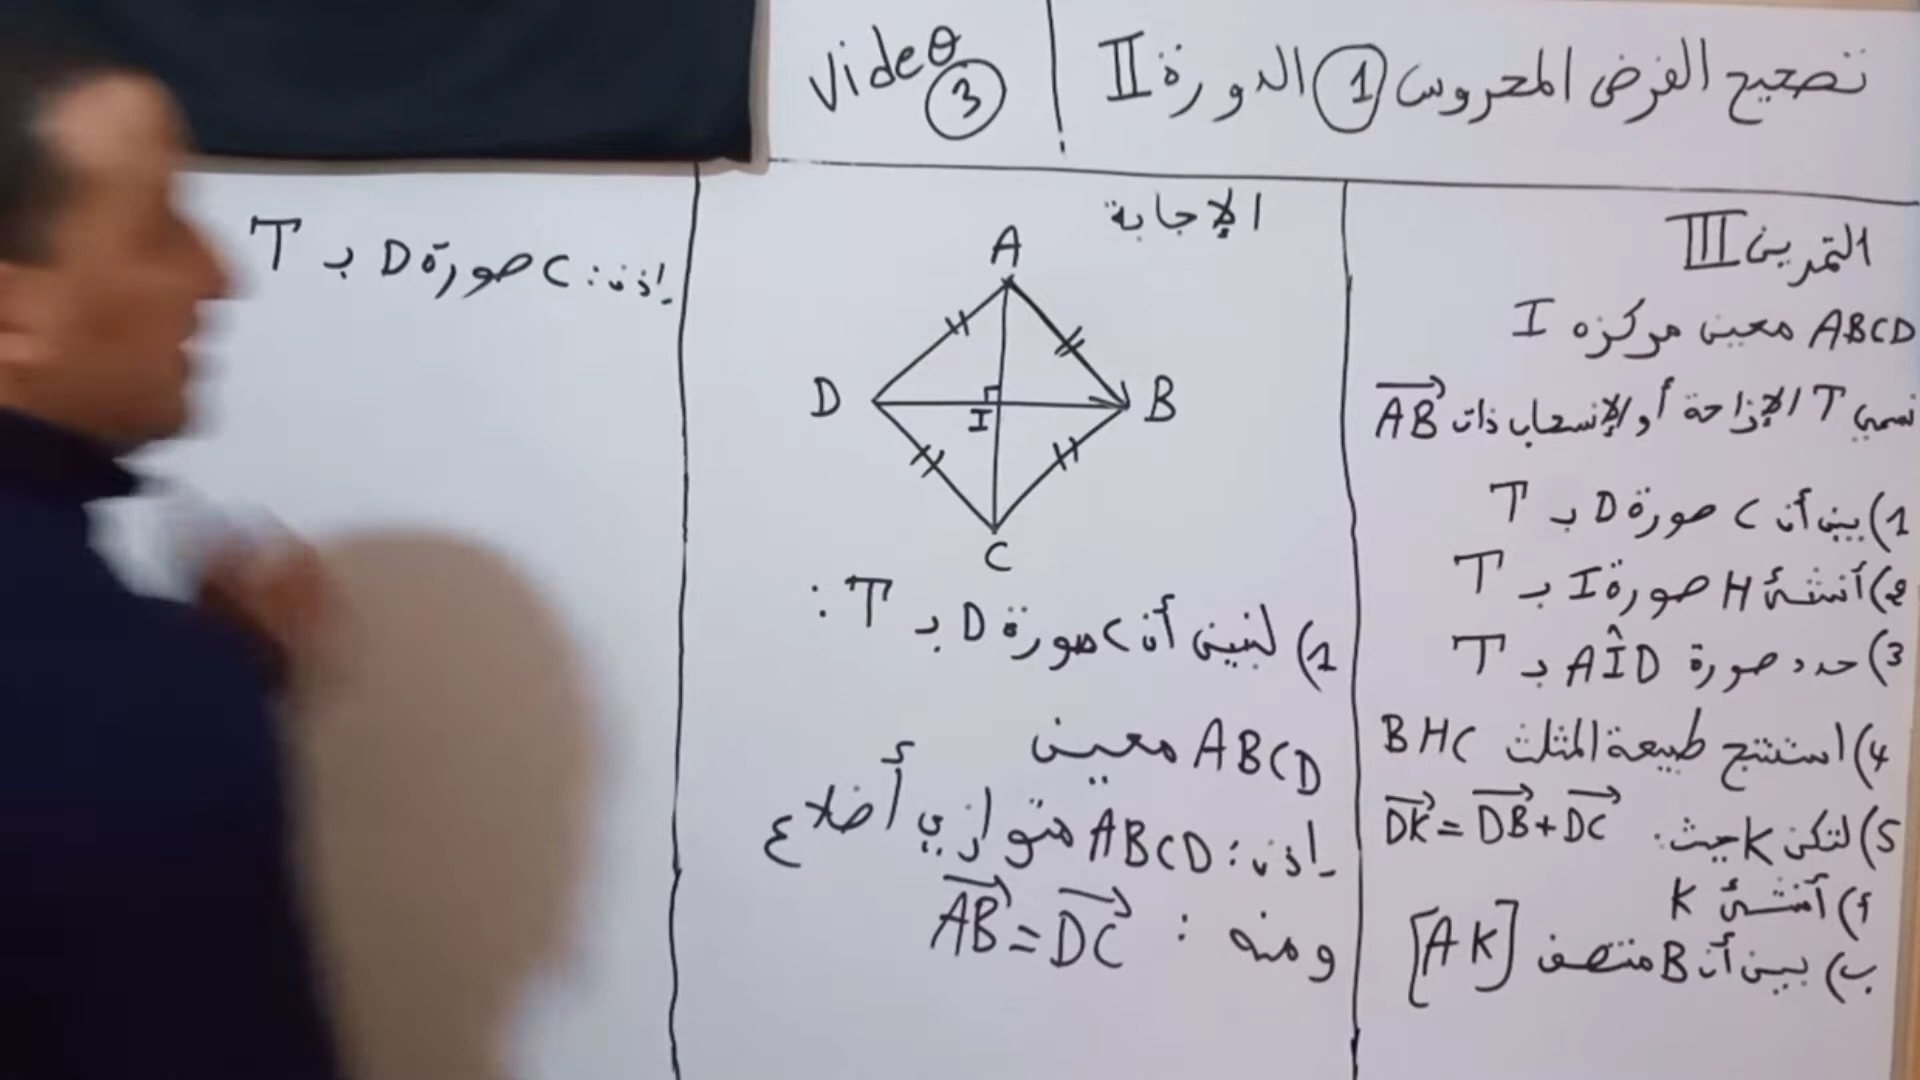 تصحيح الفرض المحروس 1 الدورة II
Video 3
التمرين III
ABCD معين مركزه I
نسمي T الإزاحة أو الإنسحاب ذات AB
1) بين أن C صورة D بـ T
2) أنشئ H صورة I بـ T
3) حدد صورة AÎD بـ T
4) استنتج طبيعة المثلث BHC
5) لتكن K حيث: DK = DB + DC
أ) أنشئ K
ب) بين أن B منتصف [AK]
الإجابة
A
D
B
I
C
1) لنبين أن C صورة D بـ T :
ABCD معين
إذن: ABCD متوازي أضلاع
ومنه : AB = DC
إذن: C صورة D بـ T